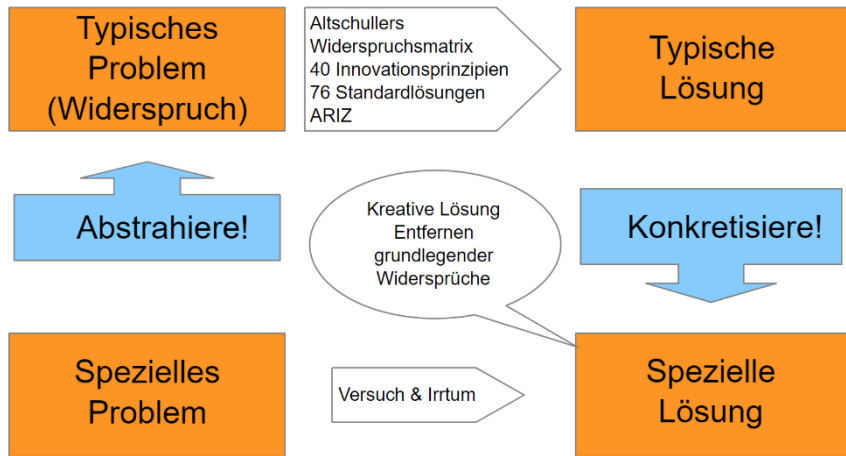 Typisches
Problem
(Widerspruch)
Altschullers
Widerspruchsmatrix
40 Innovationsprinzipien
76 Standardlösungen
ARIZ
Typische
Lösung
Abstrahiere!
Kreative Lösung
Entfernen
grundlegender
Widersprüche
Konkretisiere!
Spezielles
Problem
Versuch & Irrtum
Spezielle
Lösung